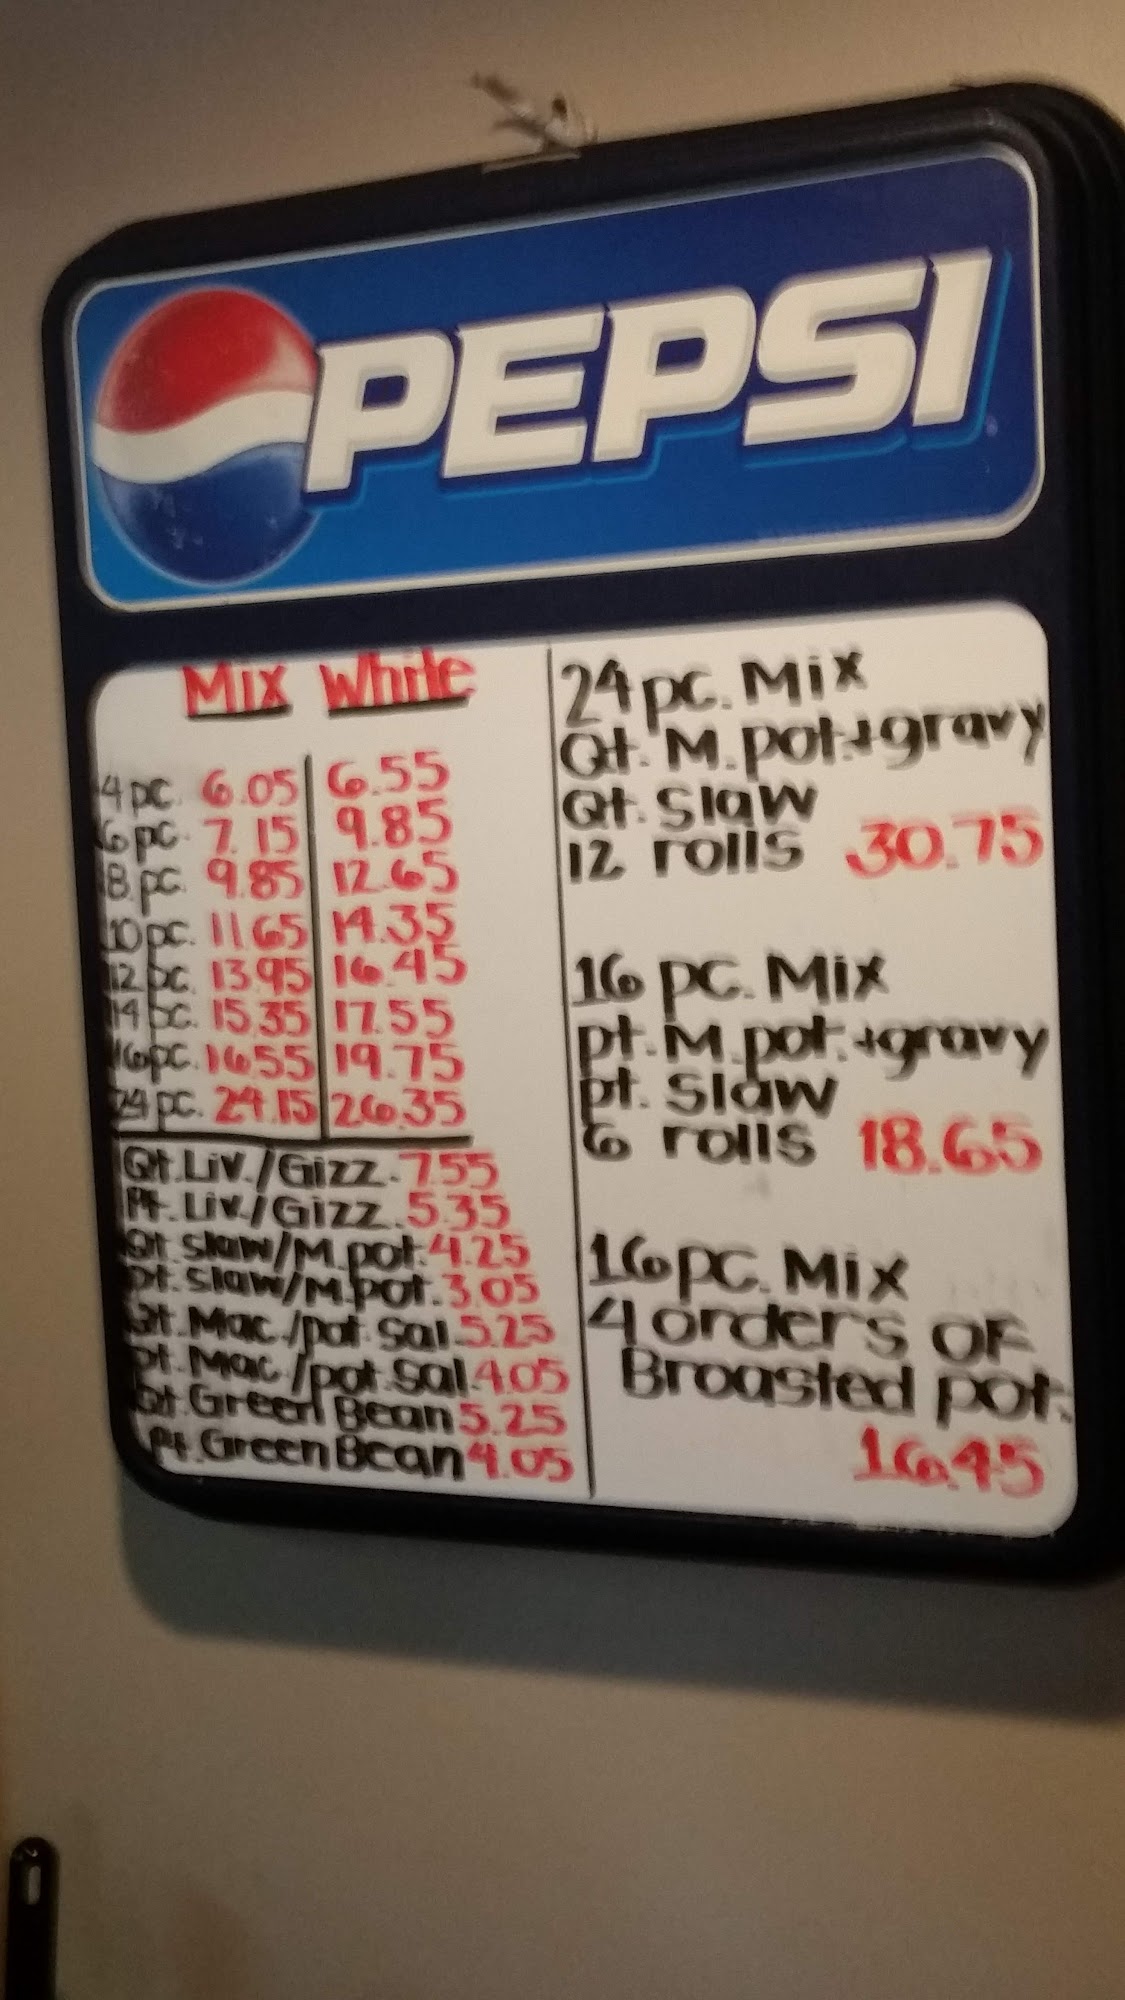 PEPSI
Mix White
4 pc. 6.05 6.55
6 pc. 7.15 9.85
8 pc. 9.85 12.65
10 pc. 11.65 14.35
12 pc. 13.95 16.45
14 pc. 15.35 17.55
16 pc. 16.55 19.75
24 pc. 24.15 26.35
Qt. Liv./Gizz. 7.55
Pt. Liv./Gizz. 5.35
Qt. Slaw/M.pot. 4.25
pt. Slaw/M.pot. 3.05
Qt. Mac./pot. Sal. 5.25
pt. Mac./pot. Sal. 4.05
Qt. Green Bean 5.25
Pt. Green Bean 4.05
24 pc. Mix
Qt. M. pot.+gravy
Qt. Slaw
12 rolls 30.75
16 pc. Mix
pt. M. pot.+gravy
pt. Slaw
6 rolls 18.65
16 pc. Mix
4 orders OF
Broasted pot.
16.45